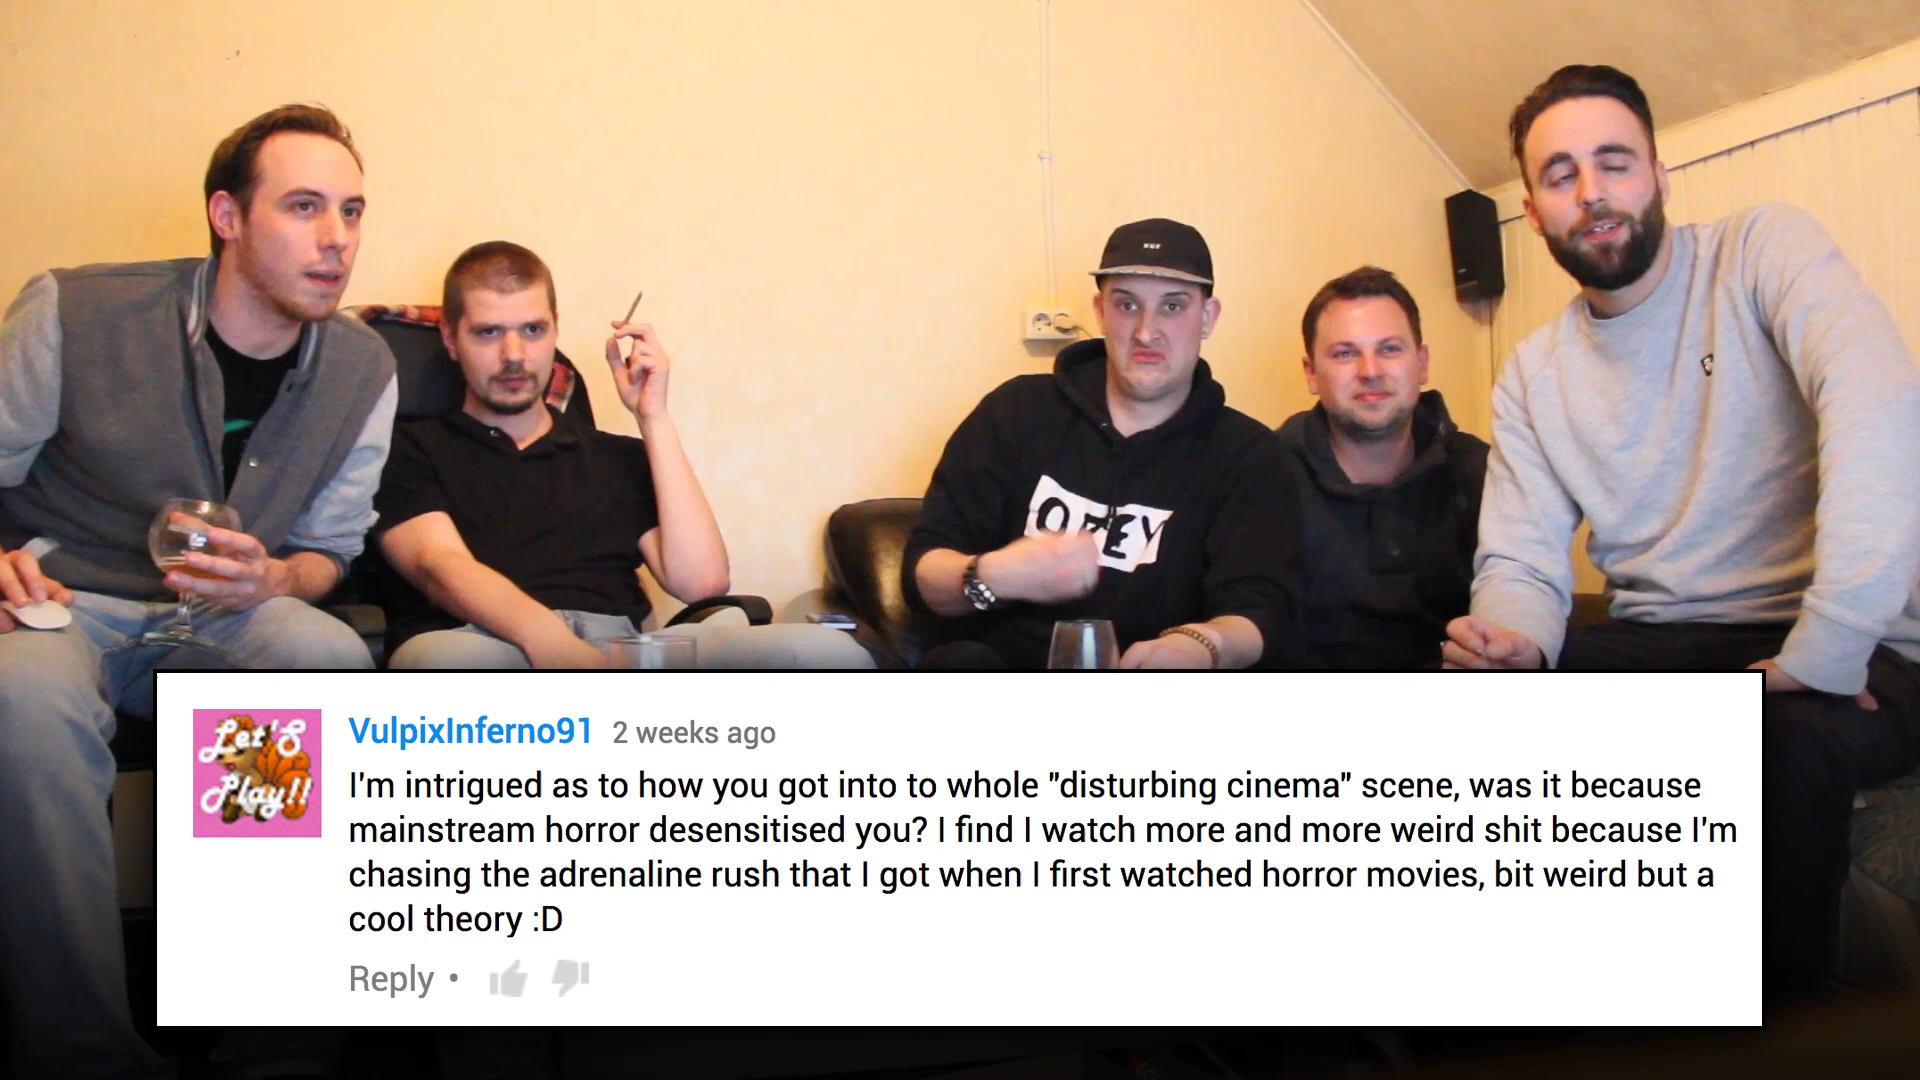 HUF
OBEY
Let's
Play!!
VulpixInferno91 2 weeks ago
I'm intrigued as to how you got into to whole "disturbing cinema" scene, was it because
mainstream horror desensitised you? I find I watch more and more weird shit because I'm
chasing the adrenaline rush that I got when I first watched horror movies, bit weird but a
cool theory :D
Reply •